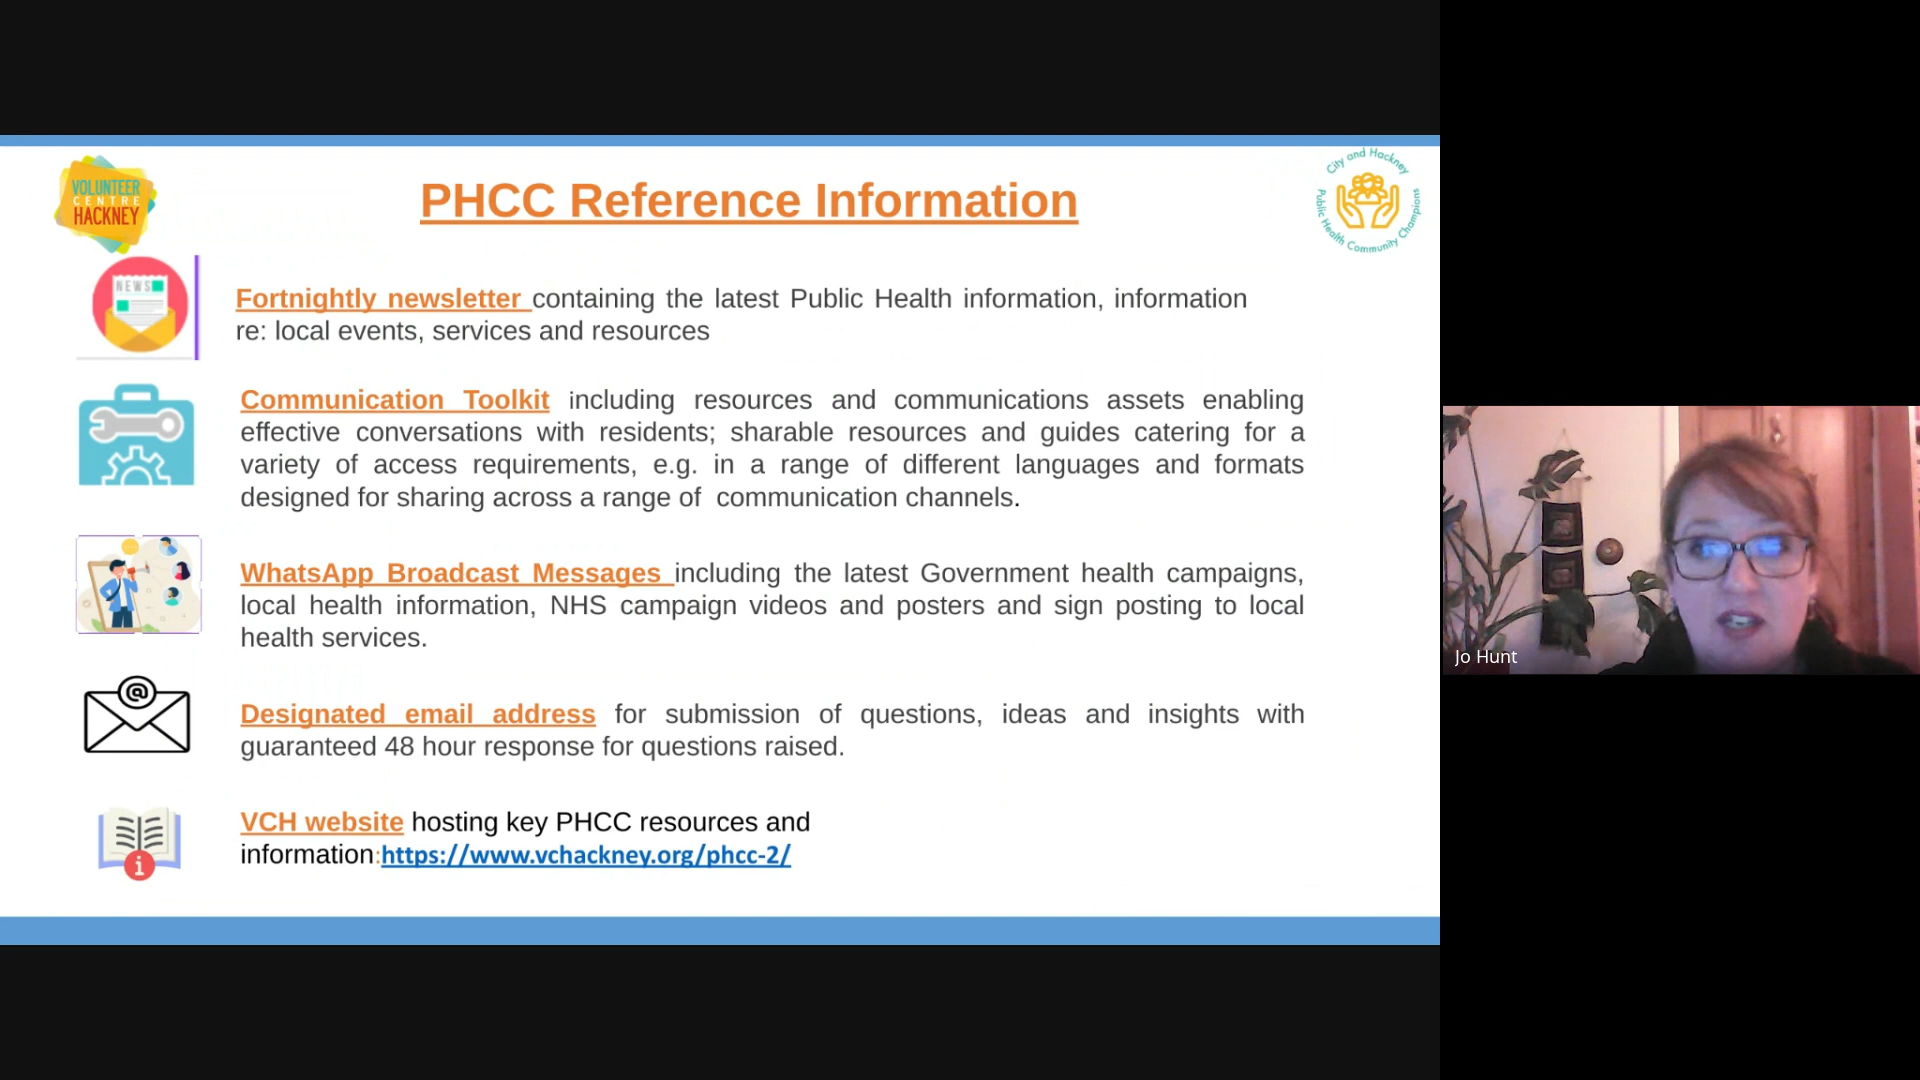 VOLUNTEER
CENTRE
HACKNEY
PHCC Reference Information
City and Hackney
Public Health Community Champions
NEWS
Fortnightly newsletter containing the latest Public Health information, information
re: local events, services and resources
Communication Toolkit including resources and communications assets enabling
effective conversations with residents; sharable resources and guides catering for a
variety of access requirements, e.g. in a range of different languages and formats
designed for sharing across a range of communication channels.
WhatsApp Broadcast Messages including the latest Government health campaigns,
local health information, NHS campaign videos and posters and sign posting to local
health services.
@
Designated email address for submission of questions, ideas and insights with
guaranteed 48 hour response for questions raised.
VCH website hosting key PHCC resources and
information:https://www.vchackney.org/phcc-2/
i
Jo Hunt